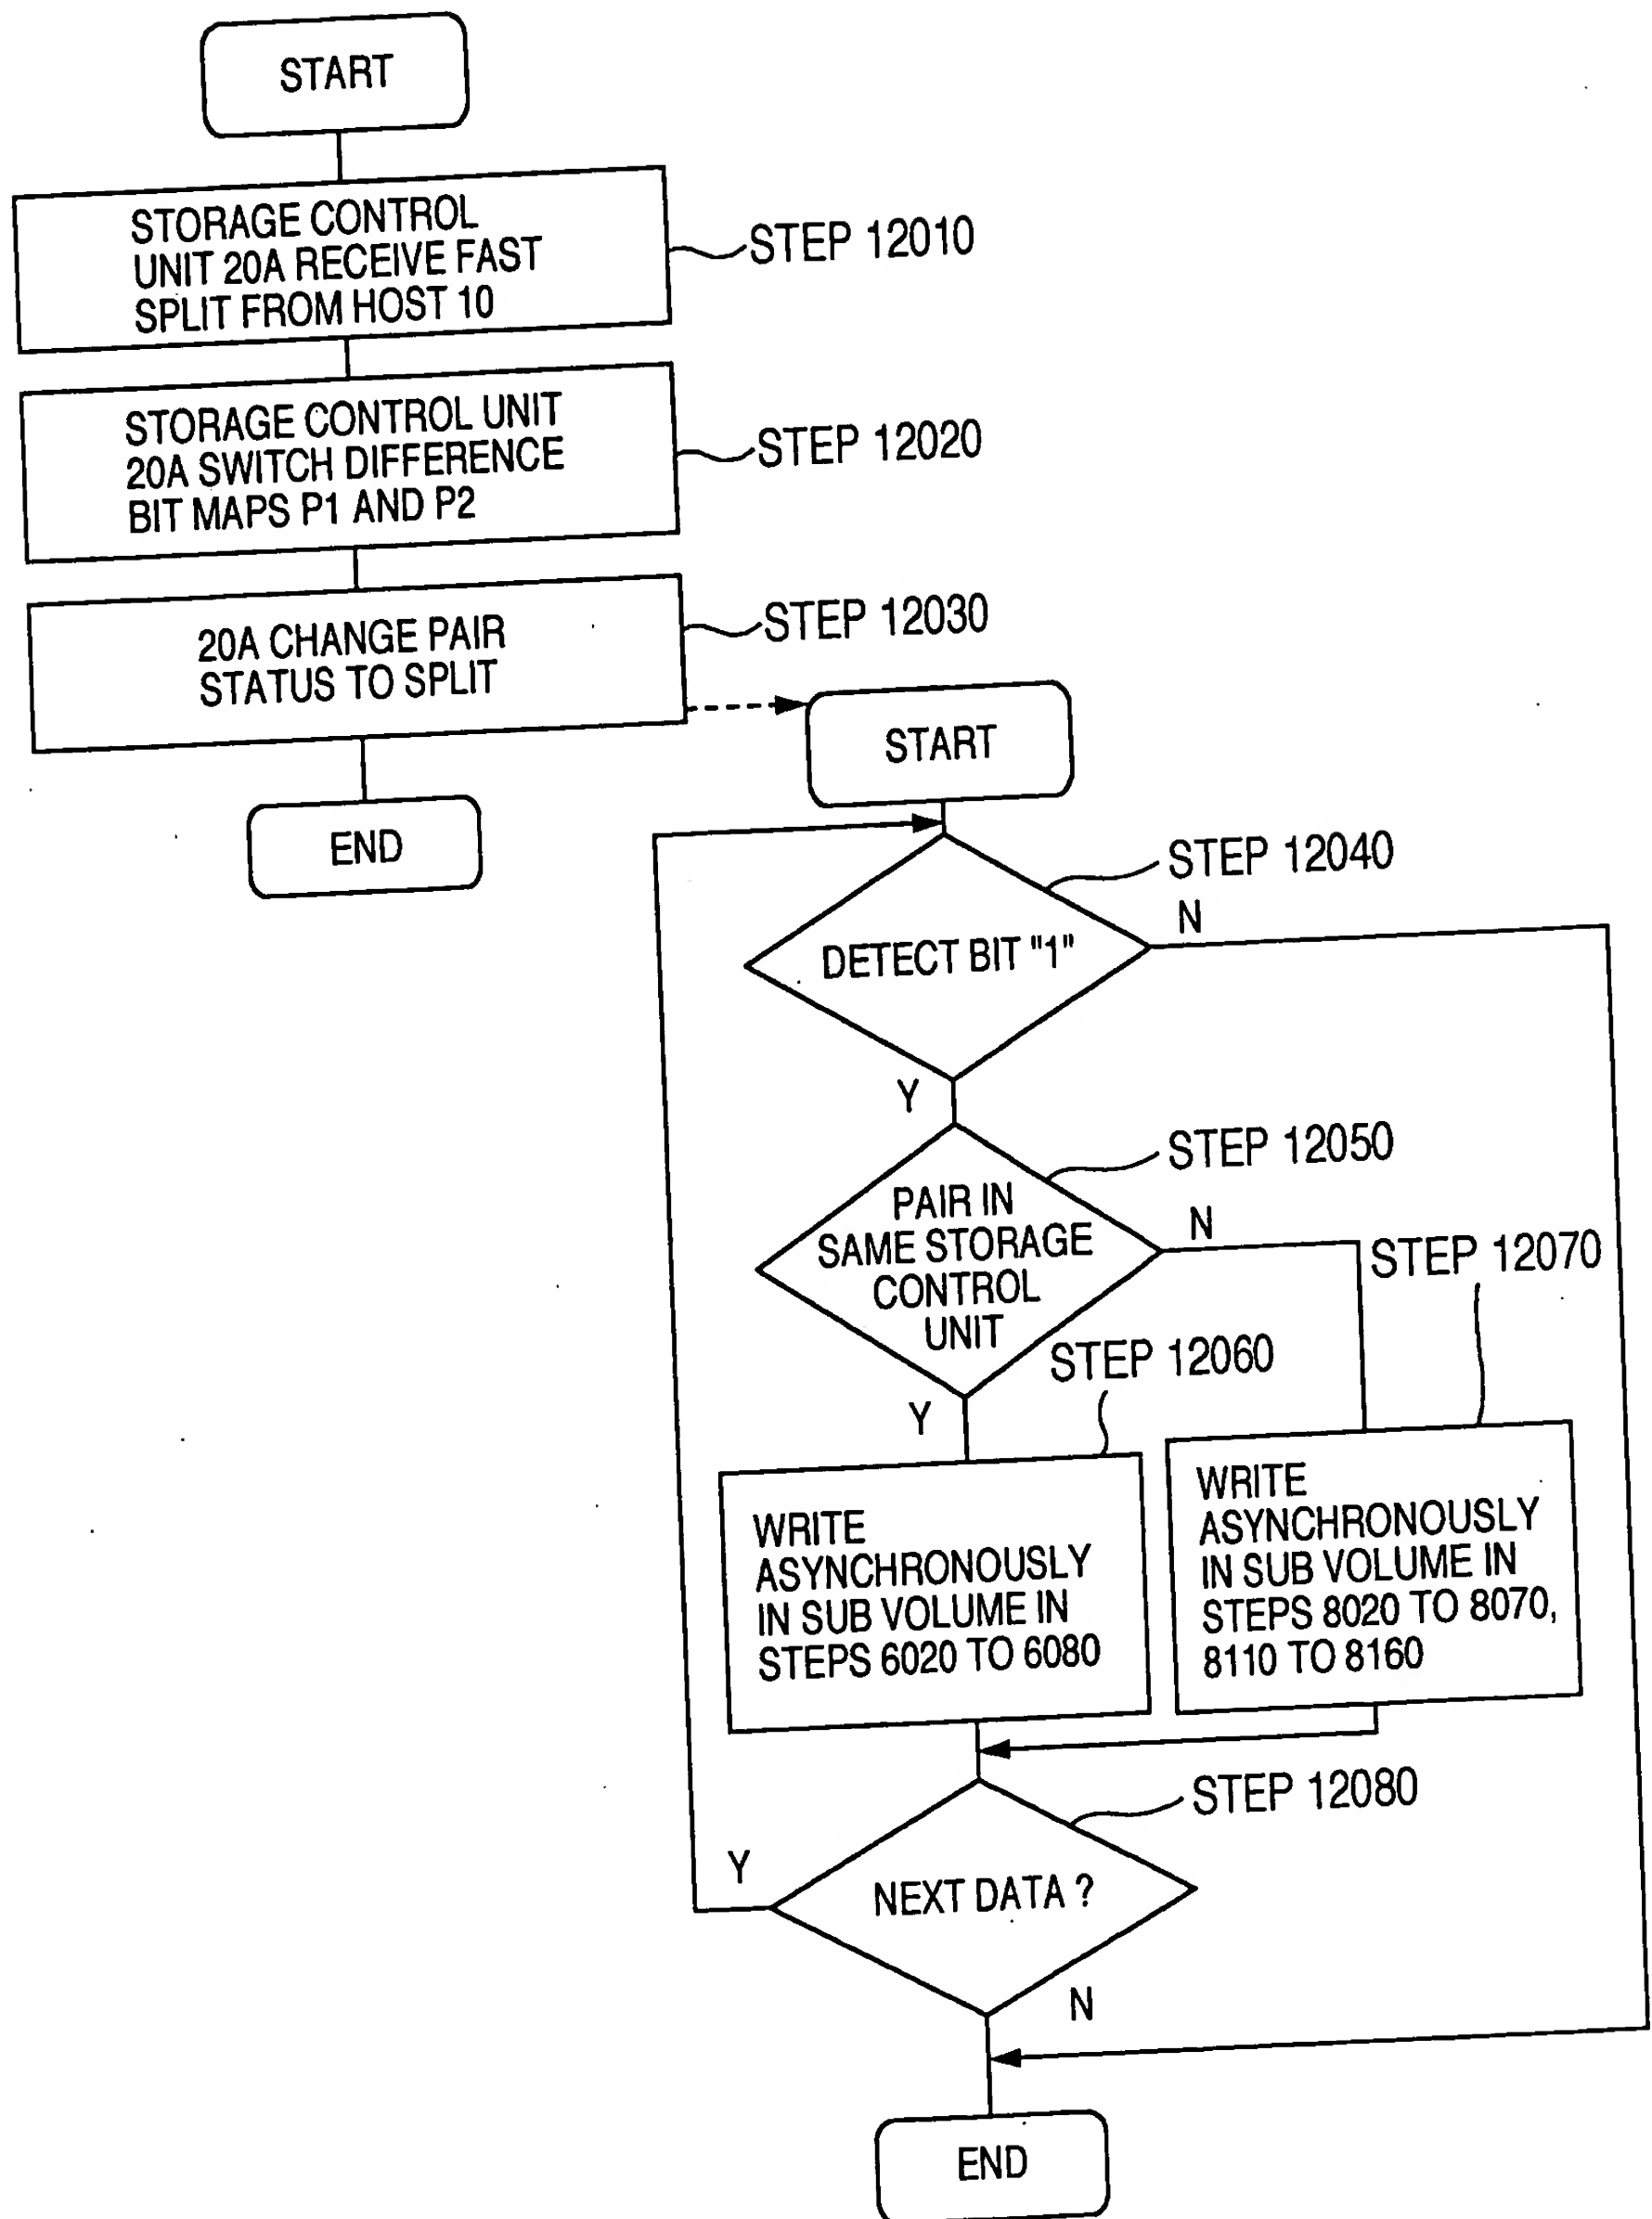 START
STORAGE CONTROL
UNIT 20A RECEIVE FAST
SPLIT FROM HOST 10
STEP 12010
STORAGE CONTROL UNIT
20A SWITCH DIFFERENCE
BIT MAPS P1 AND P2
STEP 12020
20A CHANGE PAIR
STATUS TO SPLIT
STEP 12030
END
START
STEP 12040
DETECT BIT "1"
N
Y
STEP 12050
PAIR IN
SAME STORAGE
CONTROL
UNIT
N
Y
STEP 12060
STEP 12070
WRITE
ASYNCHRONOUSLY
IN SUB VOLUME IN
STEPS 6020 TO 6080
WRITE
ASYNCHRONOUSLY
IN SUB VOLUME IN
STEPS 8020 TO 8070,
8110 TO 8160
STEP 12080
NEXT DATA ?
Y
N
END